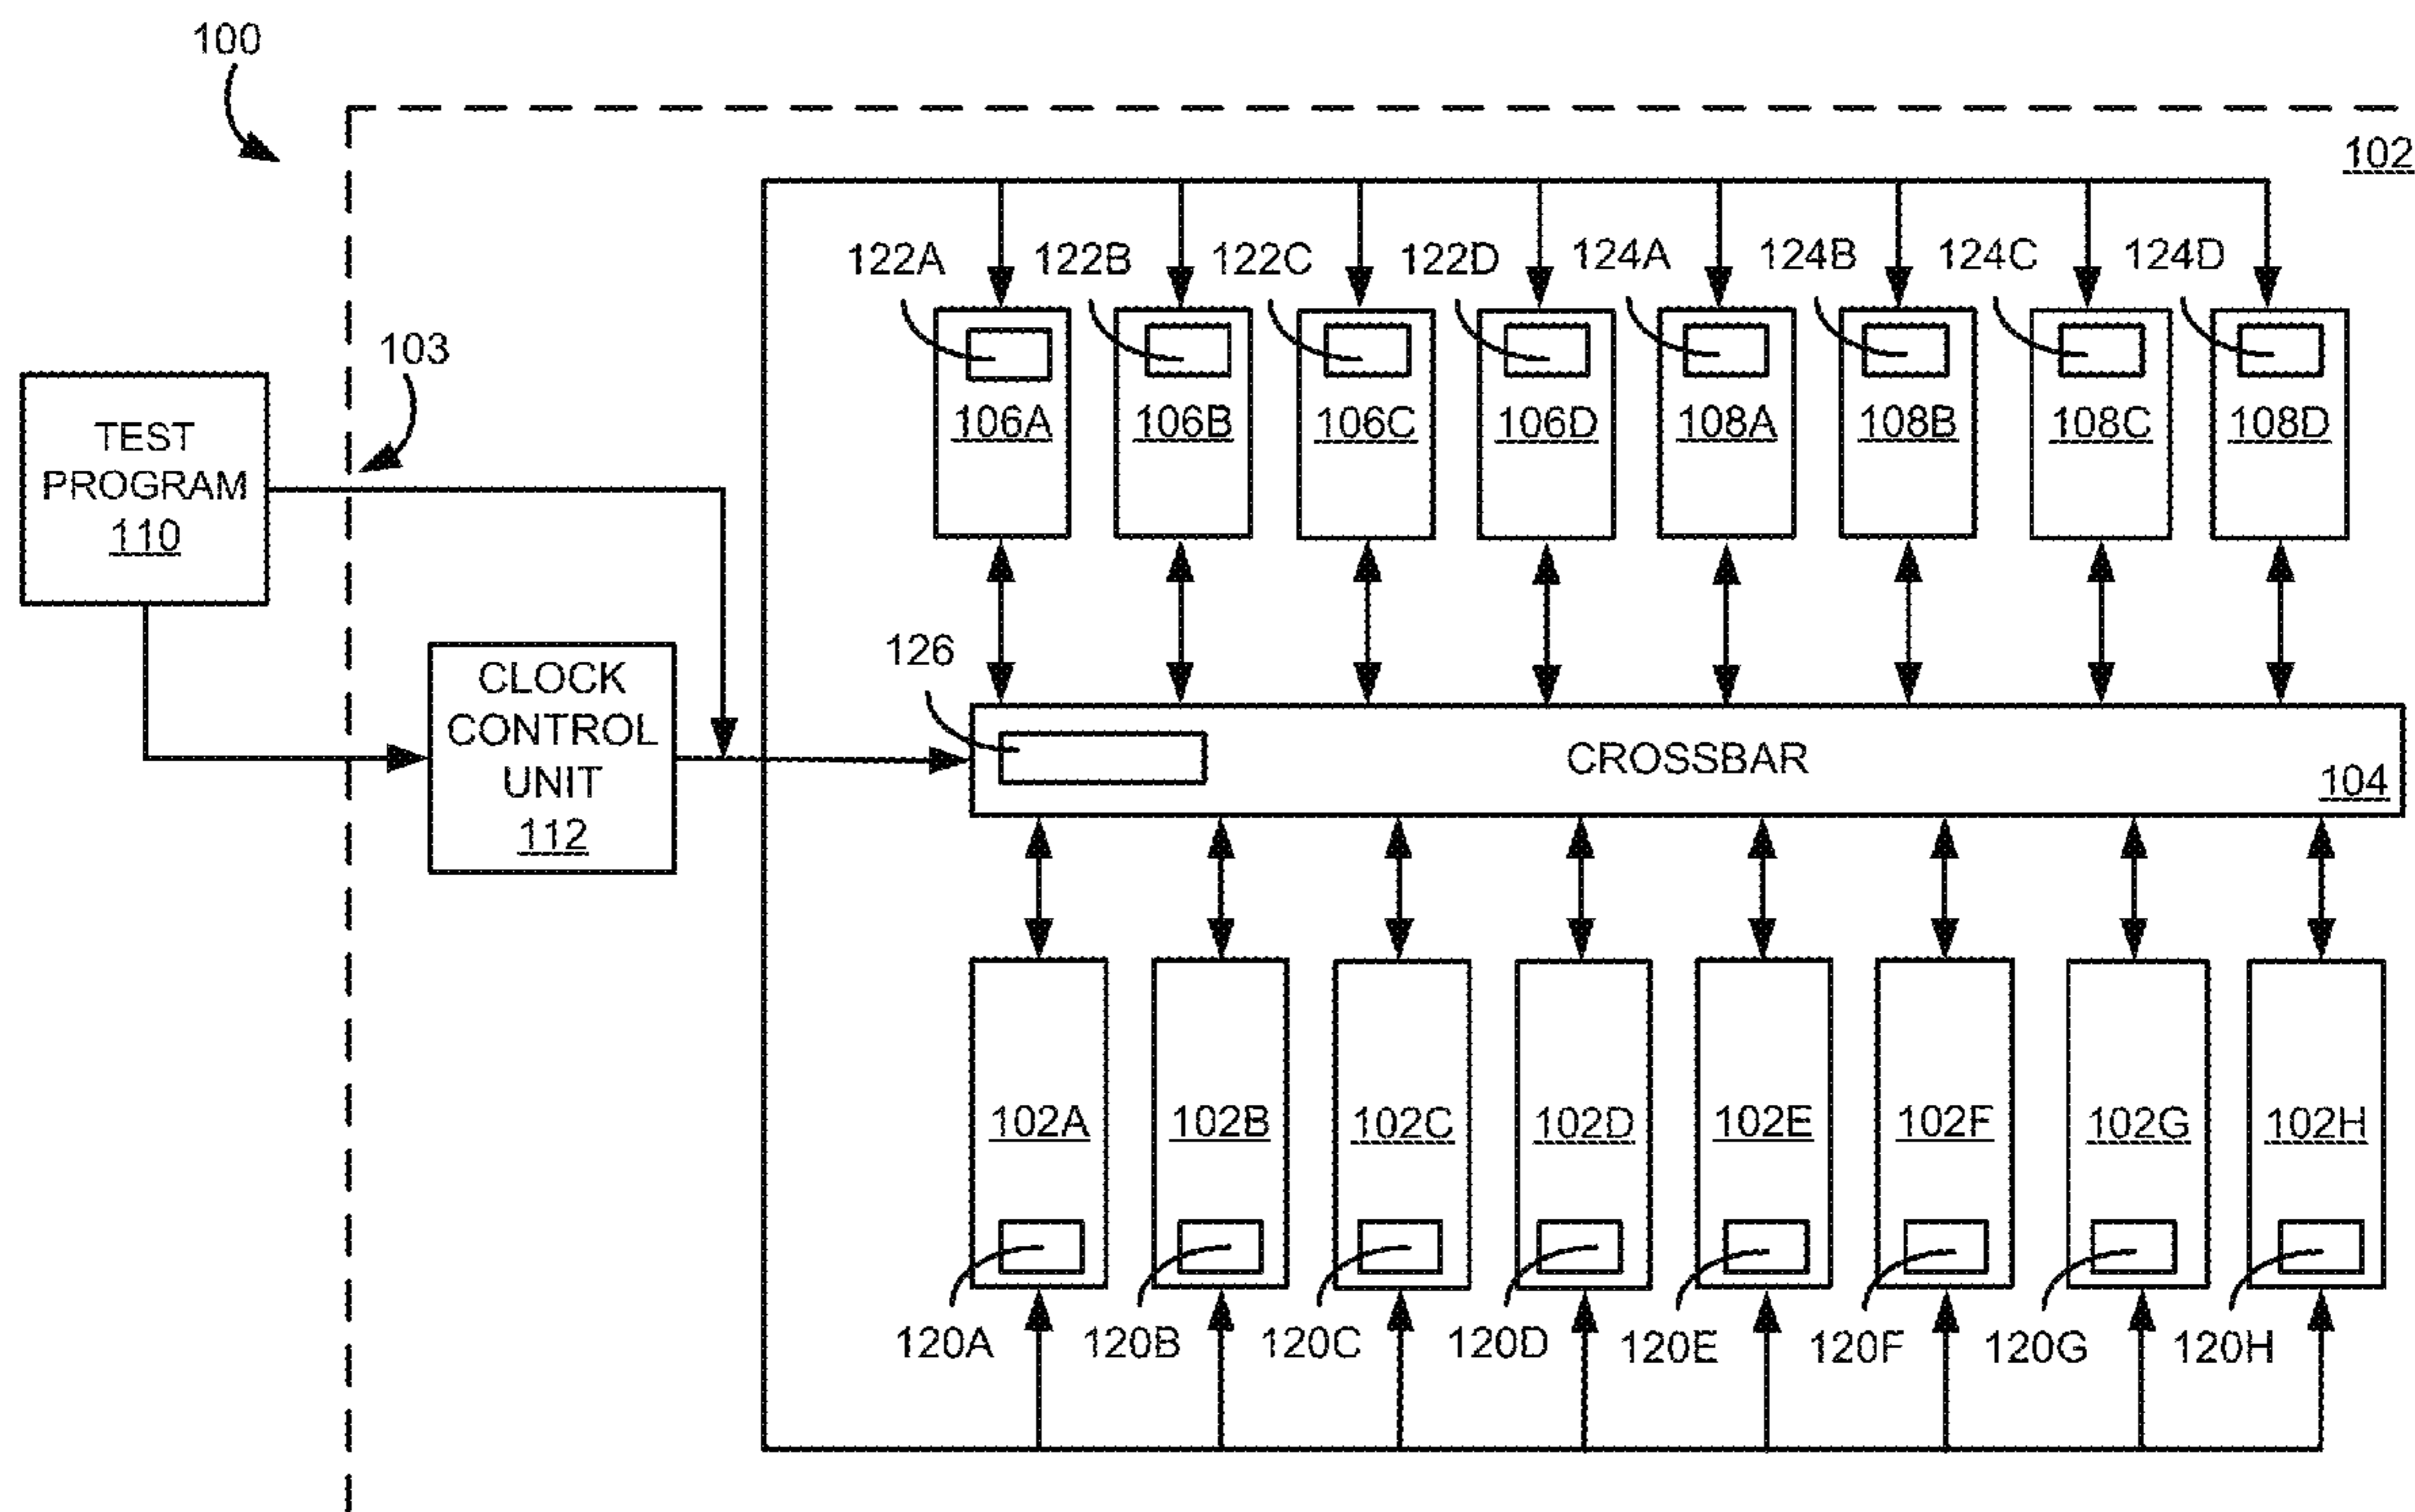 100
102
122A 122B 122C 122D 124A 124B 124C 124D
103
TEST
PROGRAM
110
106A 106B 106C 106D 108A 108B 108C 108D
126
CLOCK
CONTROL
UNIT
112
CROSSBAR
104
102A 102B 102C 102D 102E 102F 102G 102H
120A 120B 120C 120D 120E 120F 120G 120H